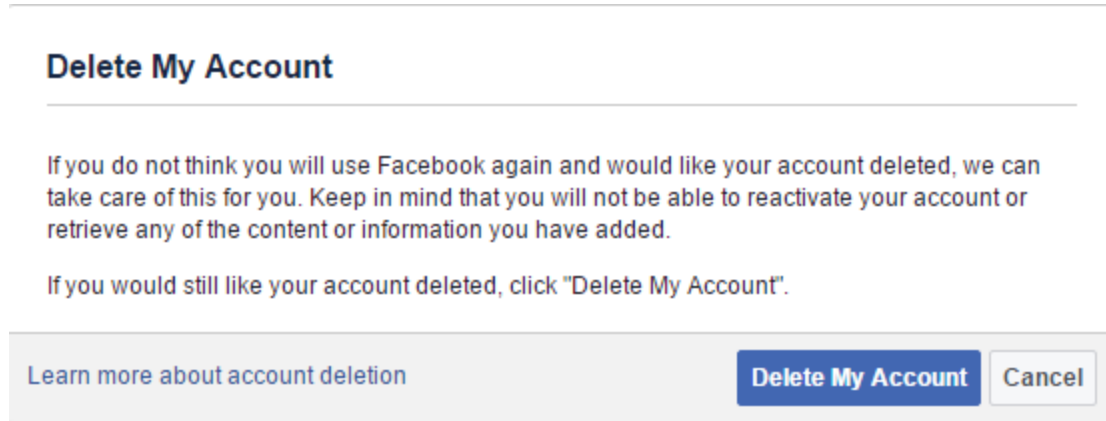 Delete My Account
If you do not think you will use Facebook again and would like your account deleted, we can
take care of this for you. Keep in mind that you will not be able to reactivate your account or
retrieve any of the content or information you have added.
If you would still like your account deleted, click "Delete My Account".
Learn more about account deletion
Delete My Account
Cancel